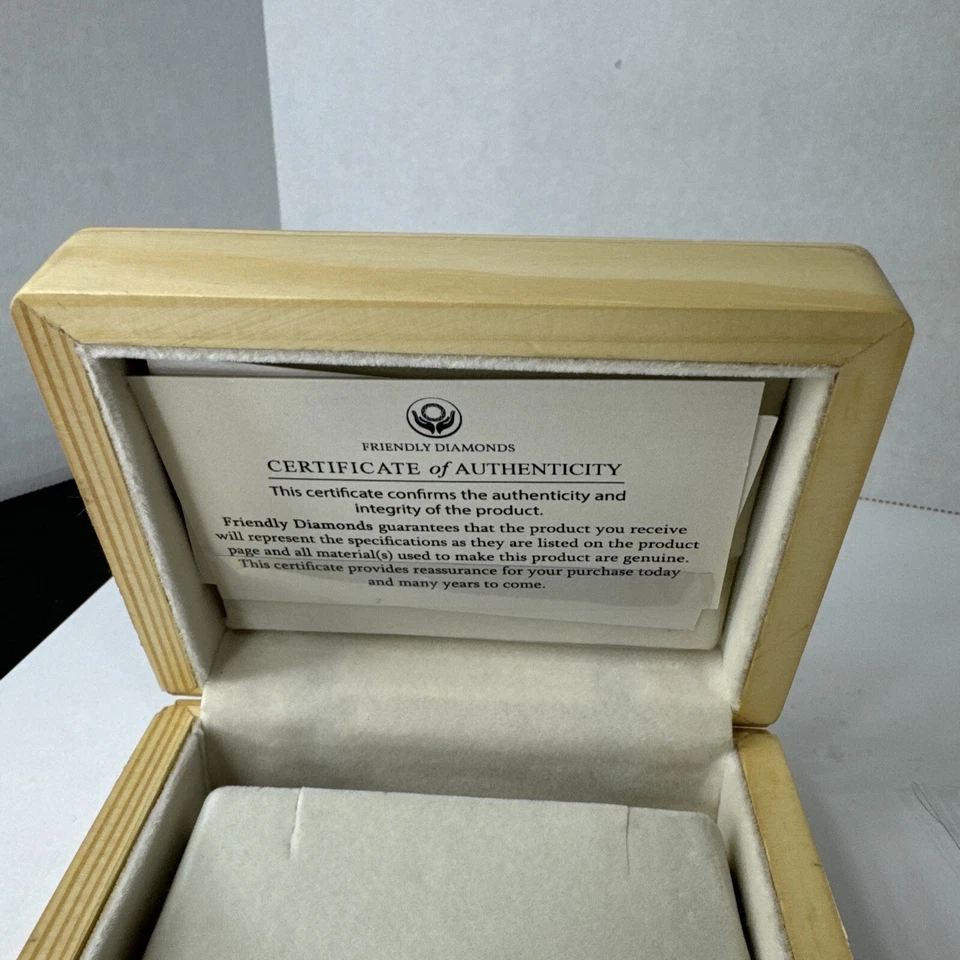 FRIENDLY DIAMONDS
CERTIFICATE of AUTHENTICITY
This certificate confirms the authenticity and
integrity of the product.
Friendly Diamonds guarantees that the product you receive
will represent the specifications as they are listed on the product
page and all material(s) used to make this product are genuine.
This certificate provides reassurance for your purchase today
and many years to come.